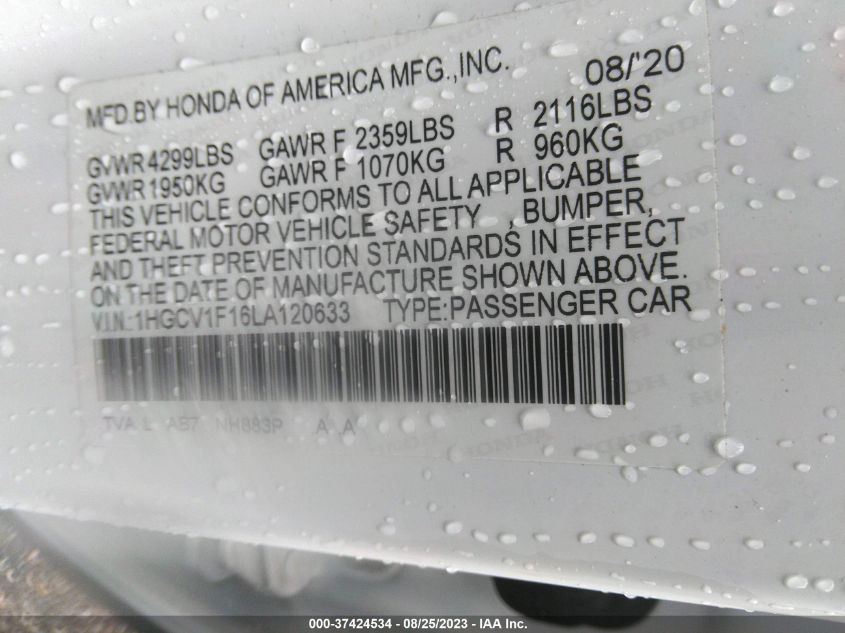 MFD.BY HONDA OF AMERICA MFG.,INC. 08/'20
GVWR 4299LBS GAWR F 2359LBS R 2116LBS
GVWR 1950KG GAWR F 1070KG R 960KG
THIS VEHICLE CONFORMS TO ALL APPLICABLE
FEDERAL MOTOR VEHICLE SAFETY , BUMPER,
AND THEFT PREVENTION STANDARDS IN EFFECT
ON THE DATE OF MANUFACTURE SHOWN ABOVE.
V.I.N.:1HGCV1F16LA120633 TYPE:PASSENGER CAR
TVA L AB7 NH883P A A
000-37424534 - 08/25/2023 - IAA Inc.